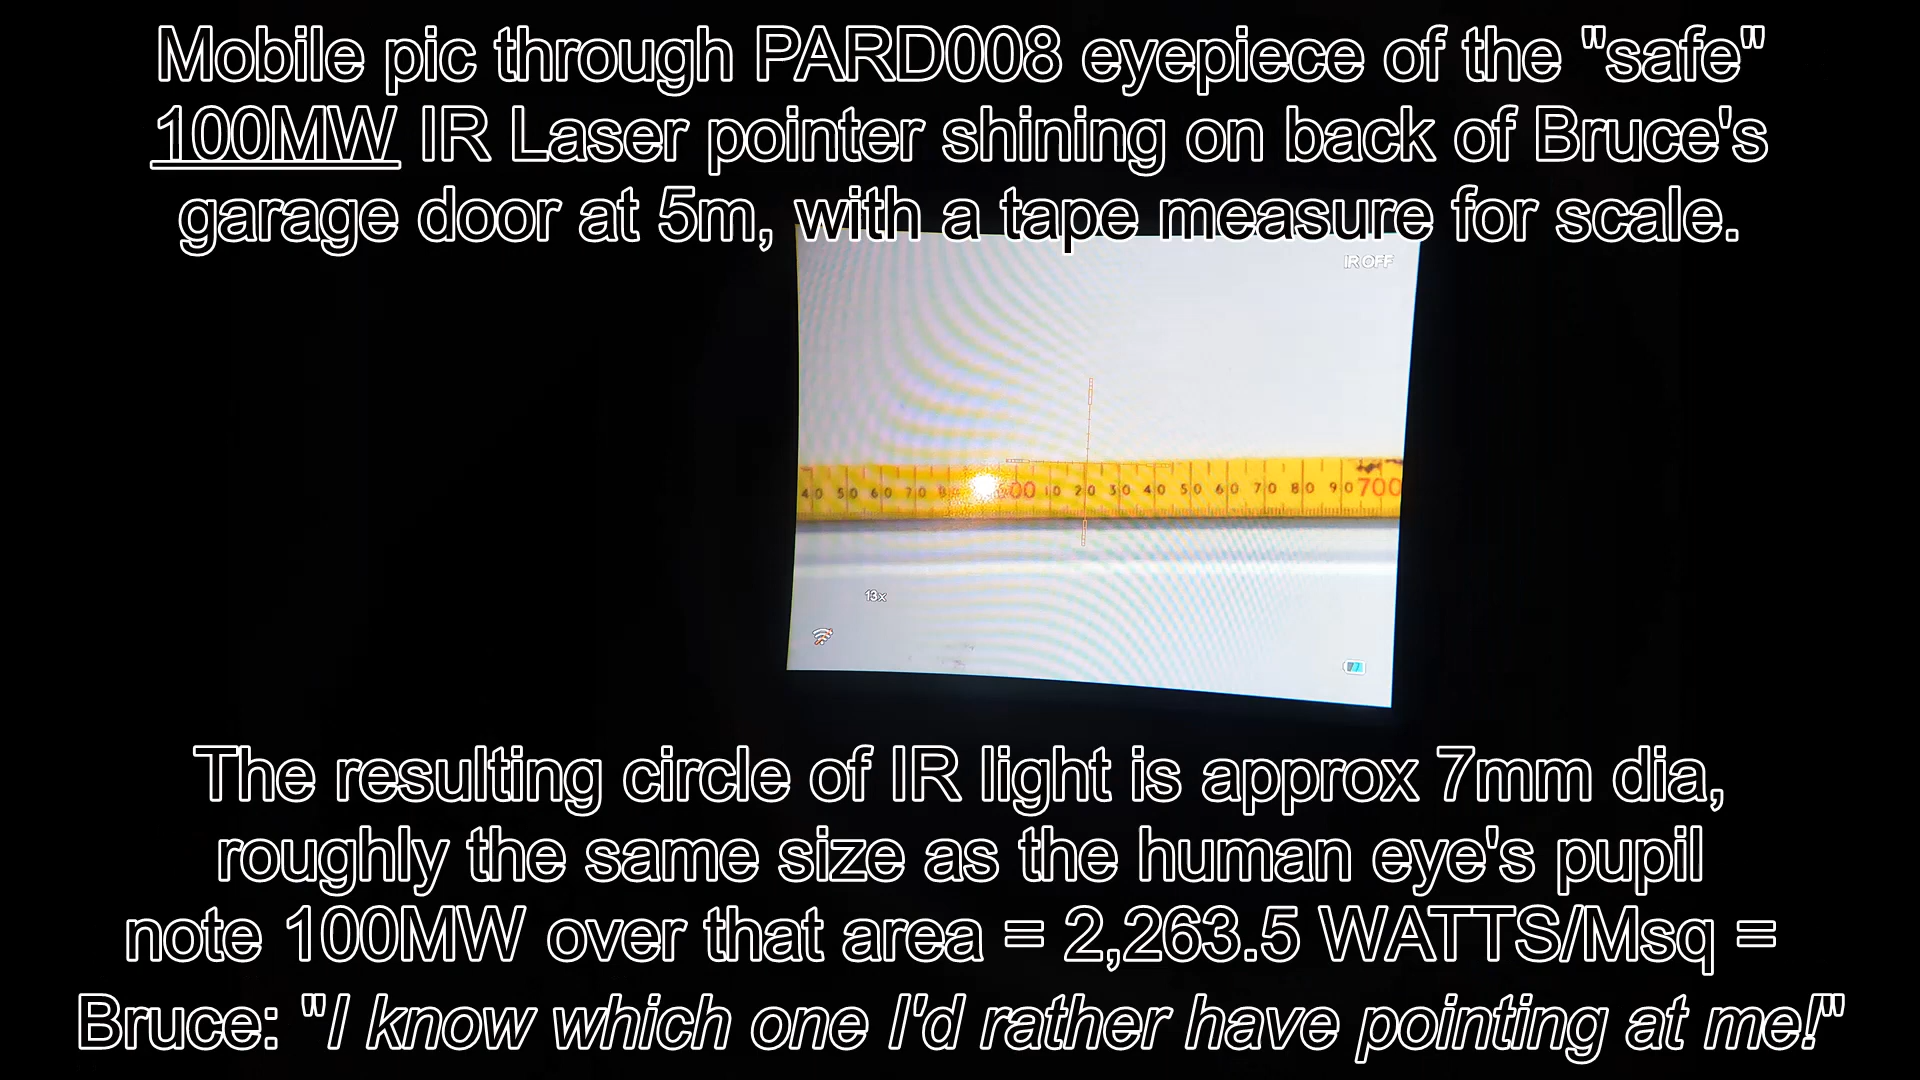 Mobile pic through PARD008 eyepiece of the "safe"
100MW IR Laser pointer shining on back of Bruce's
garage door at 5m, with a tape measure for scale.
IR OFF
40 50 60 70 00 10 20 30 40 50 60 70 80 90 700
13x
The resulting circle of IR light is approx 7mm dia,
roughly the same size as the human eye's pupil
note 100MW over that area = 2,263.5 WATTS/Msq =
Bruce: "I know which one I'd rather have pointing at me!"